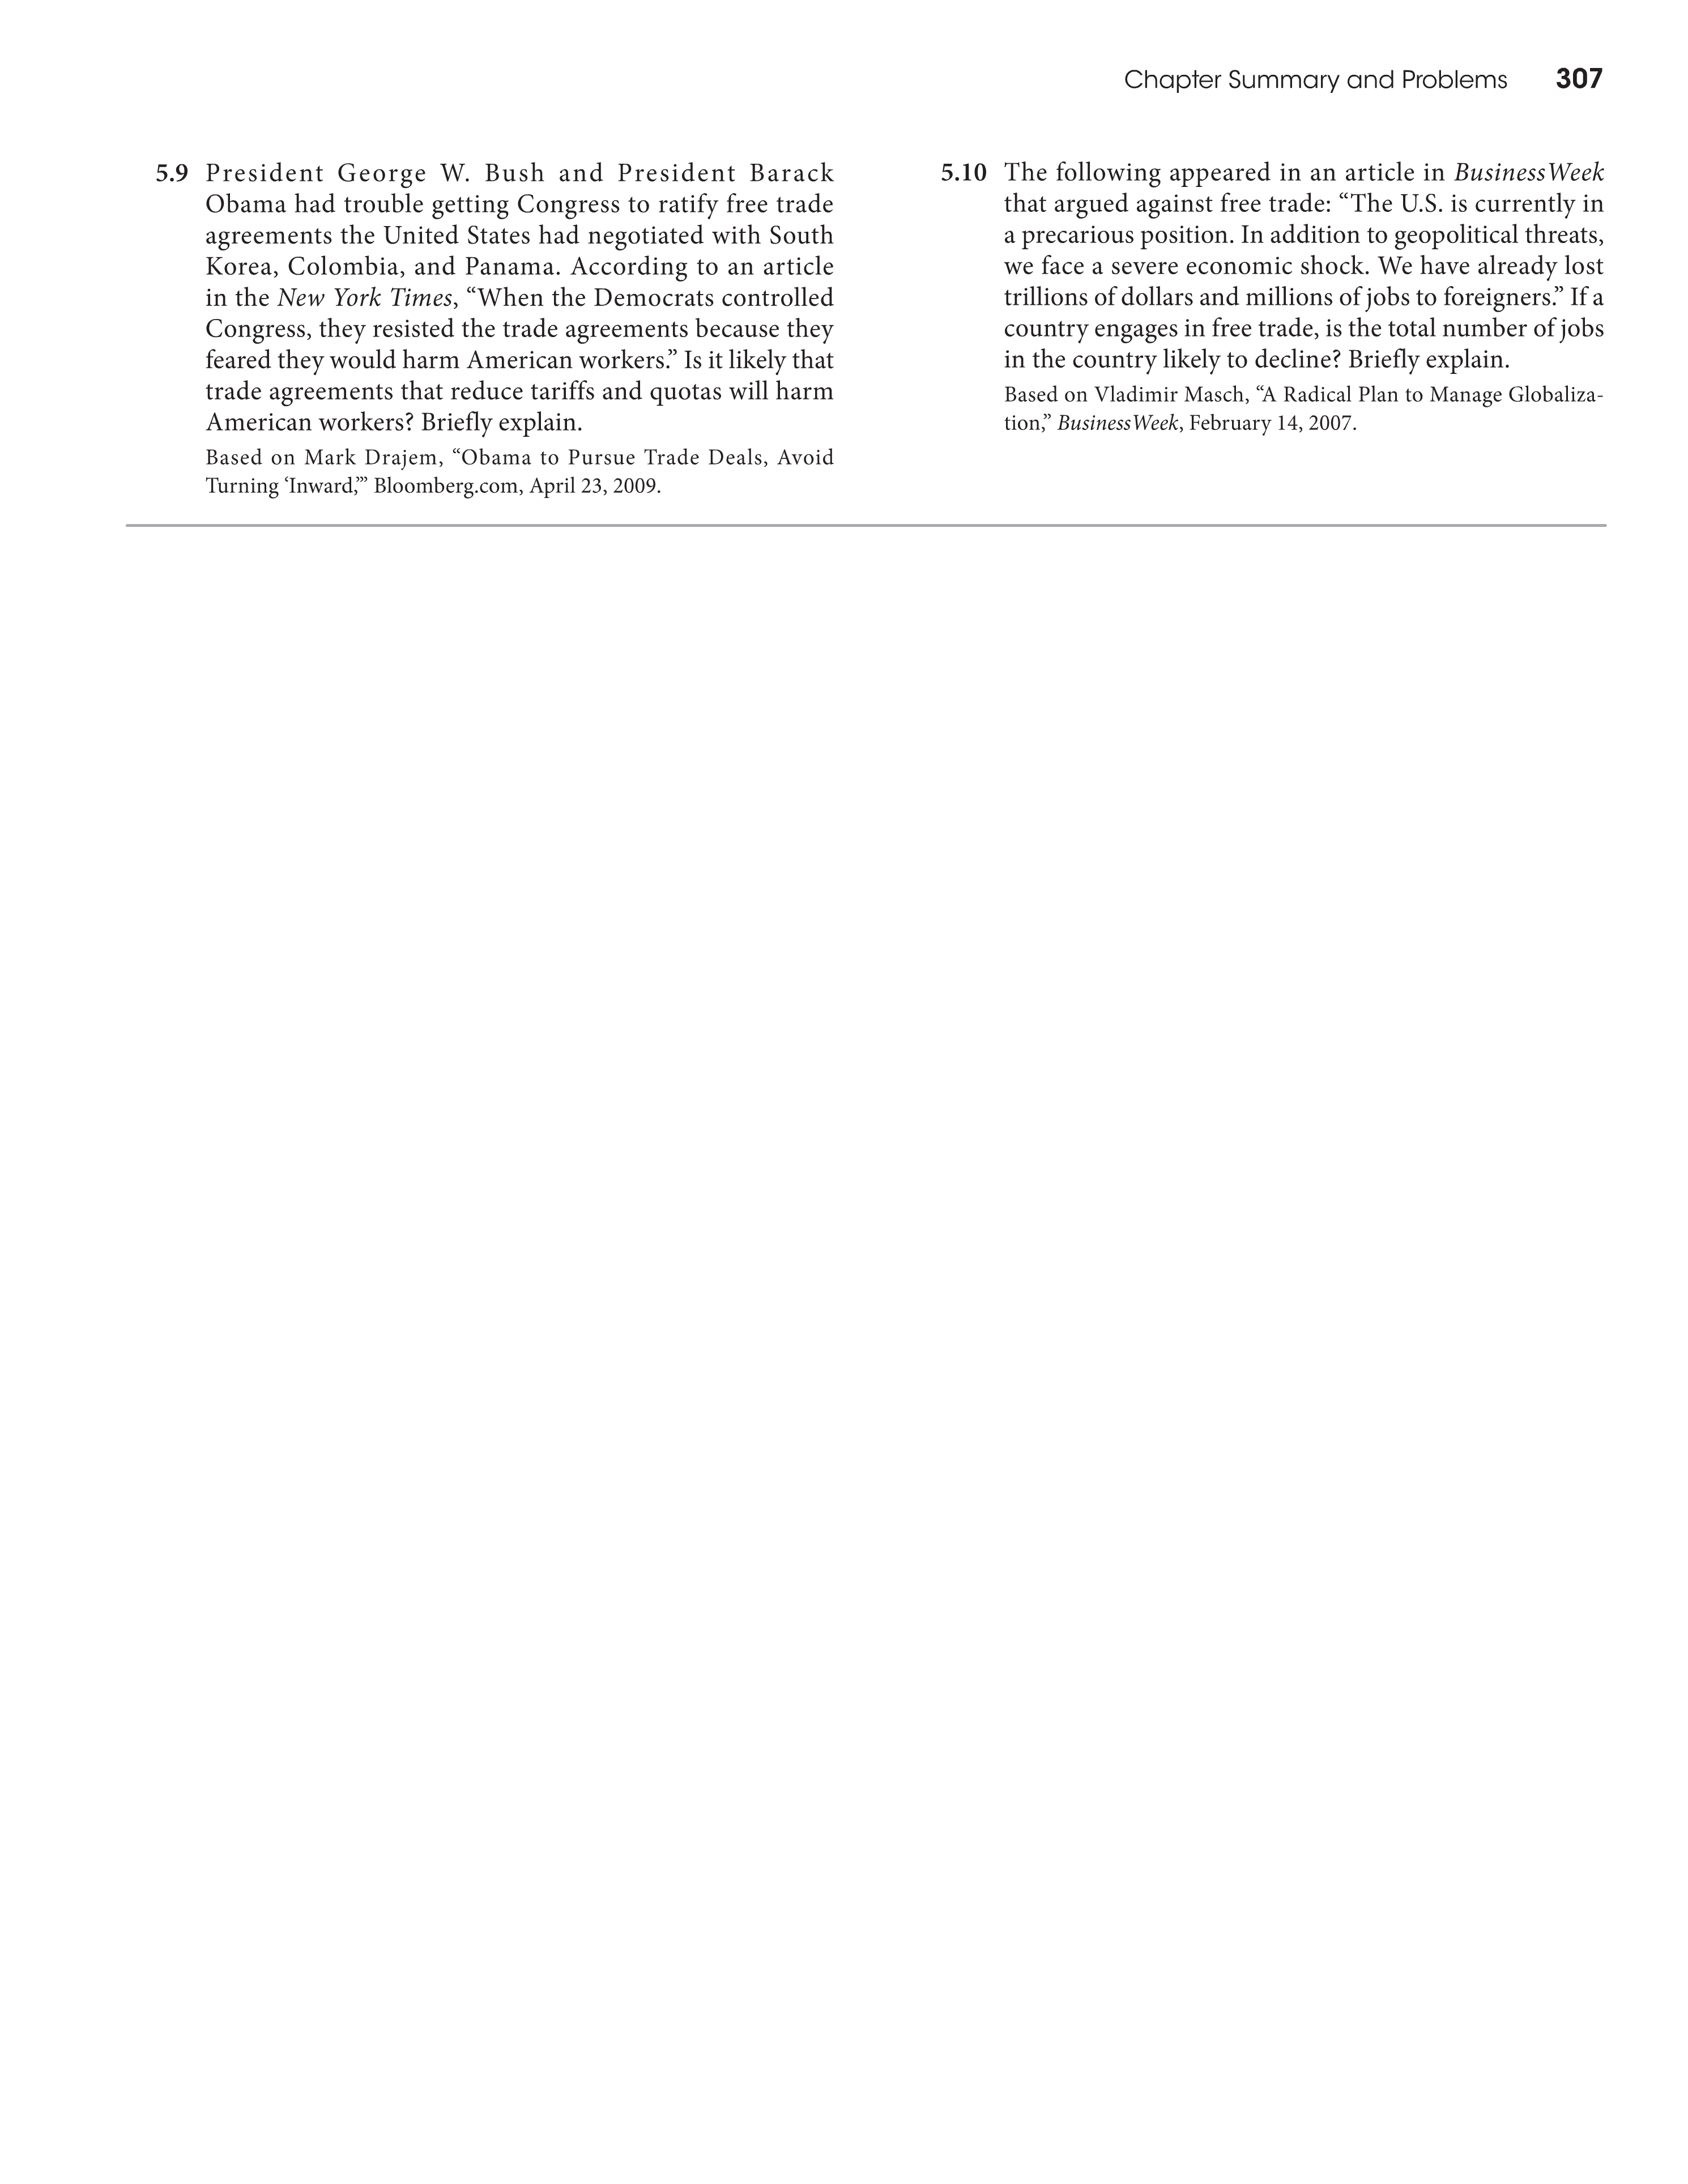 Chapter Summary and Problems 307
5.9 President George W. Bush and President Barack
Obama had trouble getting Congress to ratify free trade
agreements the United States had negotiated with South
Korea, Colombia, and Panama. According to an article
in the New York Times, “When the Democrats controlled
Congress, they resisted the trade agreements because they
feared they would harm American workers.” Is it likely that
trade agreements that reduce tariffs and quotas will harm
American workers? Briefly explain.
Based on Mark Drajem, “Obama to Pursue Trade Deals, Avoid
Turning ‘Inward,’” Bloomberg.com, April 23, 2009.
5.10 The following appeared in an article in BusinessWeek
that argued against free trade: “The U.S. is currently in
a precarious position. In addition to geopolitical threats,
we face a severe economic shock. We have already lost
trillions of dollars and millions of jobs to foreigners.” If a
country engages in free trade, is the total number of jobs
in the country likely to decline? Briefly explain.
Based on Vladimir Masch, “A Radical Plan to Manage Globaliza-
tion,” BusinessWeek, February 14, 2007.